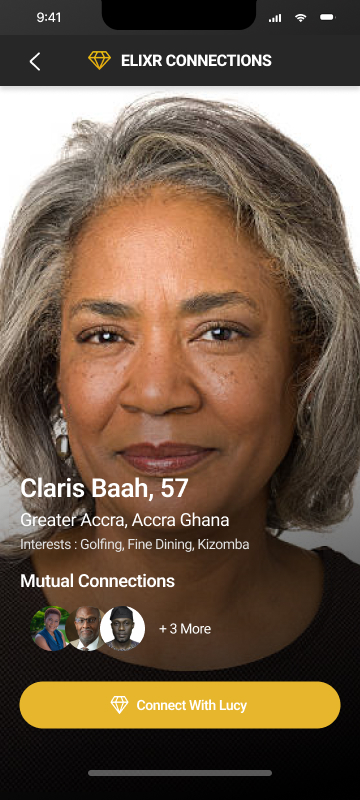 9:41
ELIXR CONNECTIONS
Claris Baah, 57
Greater Accra, Accra Ghana
Interests : Golfing, Fine Dining, Kizomba
Mutual Connections
+ 3 More
Connect With Lucy